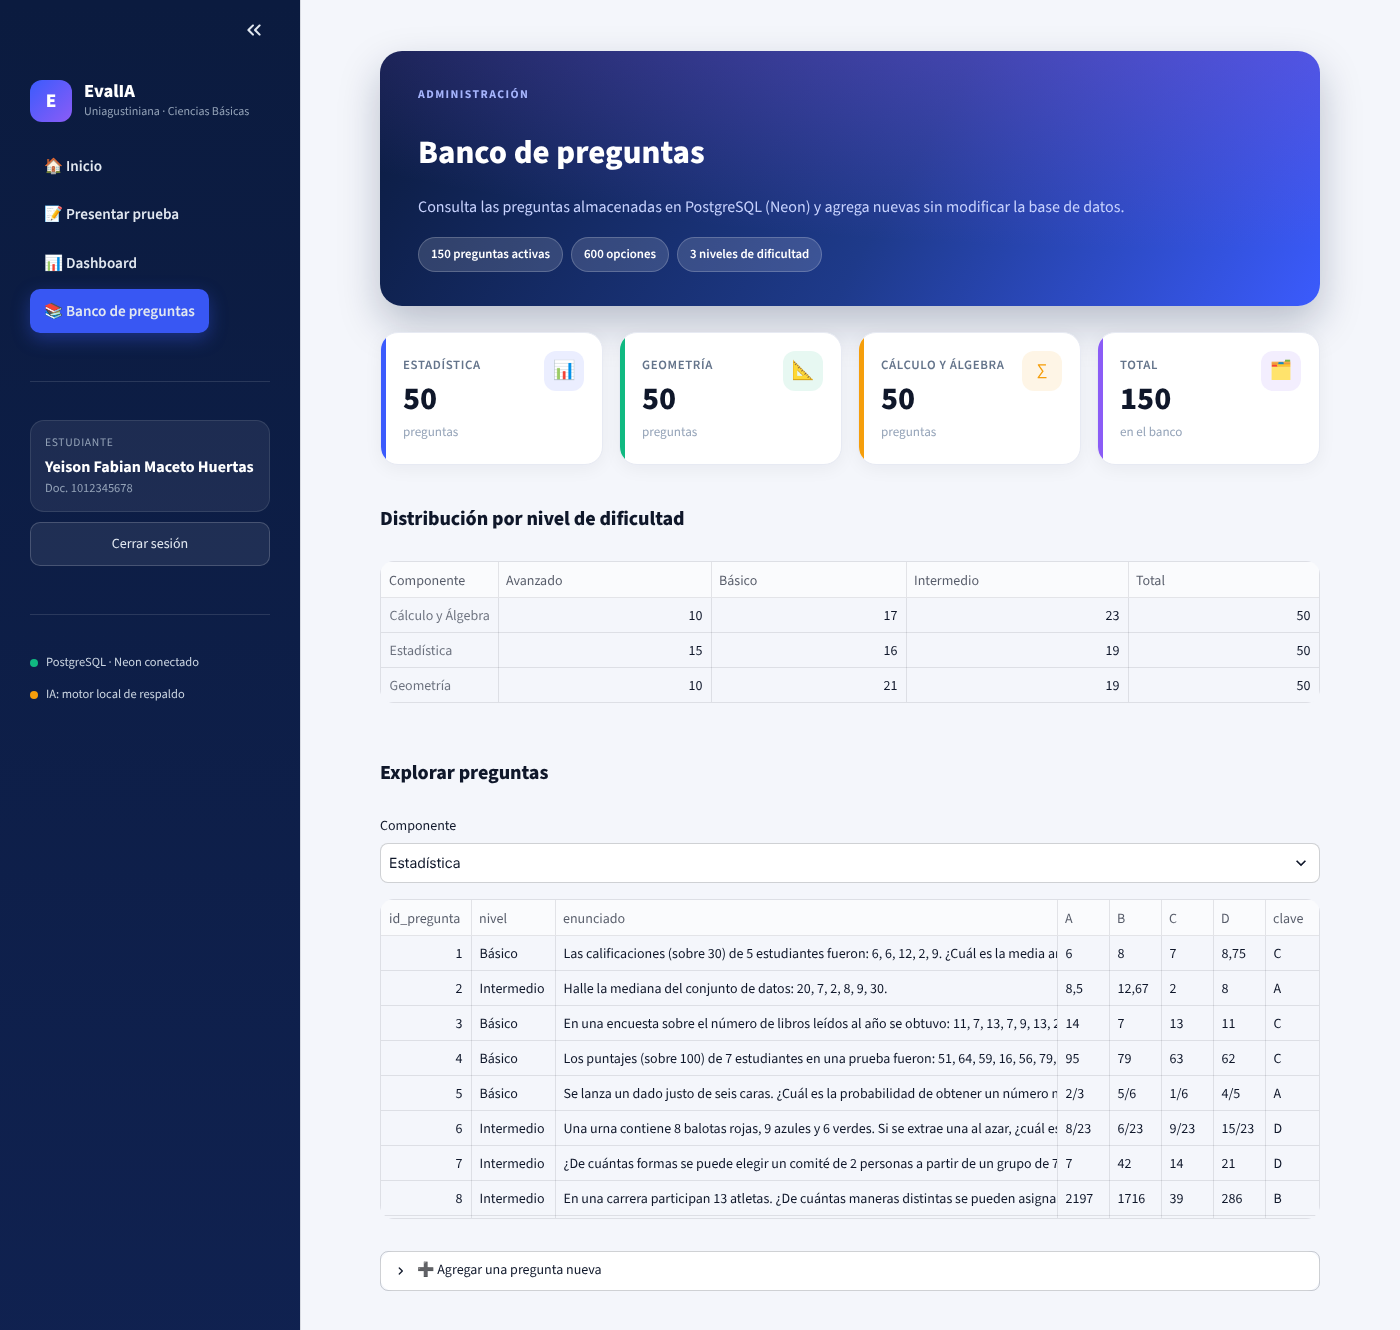 E
EvalIA
Uniagustiniana · Ciencias Básicas
Inicio
Presentar prueba
Dashboard
Banco de preguntas
ESTUDIANTE
Yeison Fabian Maceto Huertas
Doc. 1012345678
Cerrar sesión
PostgreSQL · Neon conectado
IA: motor local de respaldo
ADMINISTRACIÓN
Banco de preguntas
Consulta las preguntas almacenadas en PostgreSQL (Neon) y agrega nuevas sin modificar la base de datos.
150 preguntas activas 600 opciones 3 niveles de dificultad
ESTADÍSTICA
50
preguntas
GEOMETRÍA
50
preguntas
CÁLCULO Y ÁLGEBRA
∑
50
preguntas
TOTAL
150
en el banco
Distribución por nivel de dificultad
Componente Avanzado Básico Intermedio Total
Cálculo y Álgebra 10 17 23 50
Estadística 15 16 19 50
Geometría 10 21 19 50
Explorar preguntas
Componente
Estadística
id_pregunta nivel enunciado A B C D clave
1 Básico Las calificaciones (sobre 30) de 5 estudiantes fueron: 6, 6, 12, 2, 9. ¿Cuál es la media 6 8 7 8,75 C
2 Intermedio Halle la mediana del conjunto de datos: 20, 7, 2, 8, 9, 30. 8,5 12,67 2 8 A
3 Básico En una encuesta sobre el número de libros leídos al año se obtuvo: 11, 7, 13, 7, 9, 13, 14 7 13 11 C
4 Básico Los puntajes (sobre 100) de 7 estudiantes en una prueba fueron: 51, 64, 59, 16, 56, 79, 95 79 63 62 C
5 Básico Se lanza un dado justo de seis caras. ¿Cuál es la probabilidad de obtener un número 2/3 5/6 1/6 4/5 A
6 Intermedio Una urna contiene 8 balotas rojas, 9 azules y 6 verdes. Si se extrae una al azar, ¿cuál es 8/23 6/23 9/23 15/23 D
7 Intermedio ¿De cuántas formas se puede elegir un comité de 2 personas a partir de un grupo de 7 7 42 14 21 D
8 Intermedio En una carrera participan 13 atletas. ¿De cuántas maneras distintas se pueden asigna 2197 1716 39 286 B
Agregar una pregunta nueva